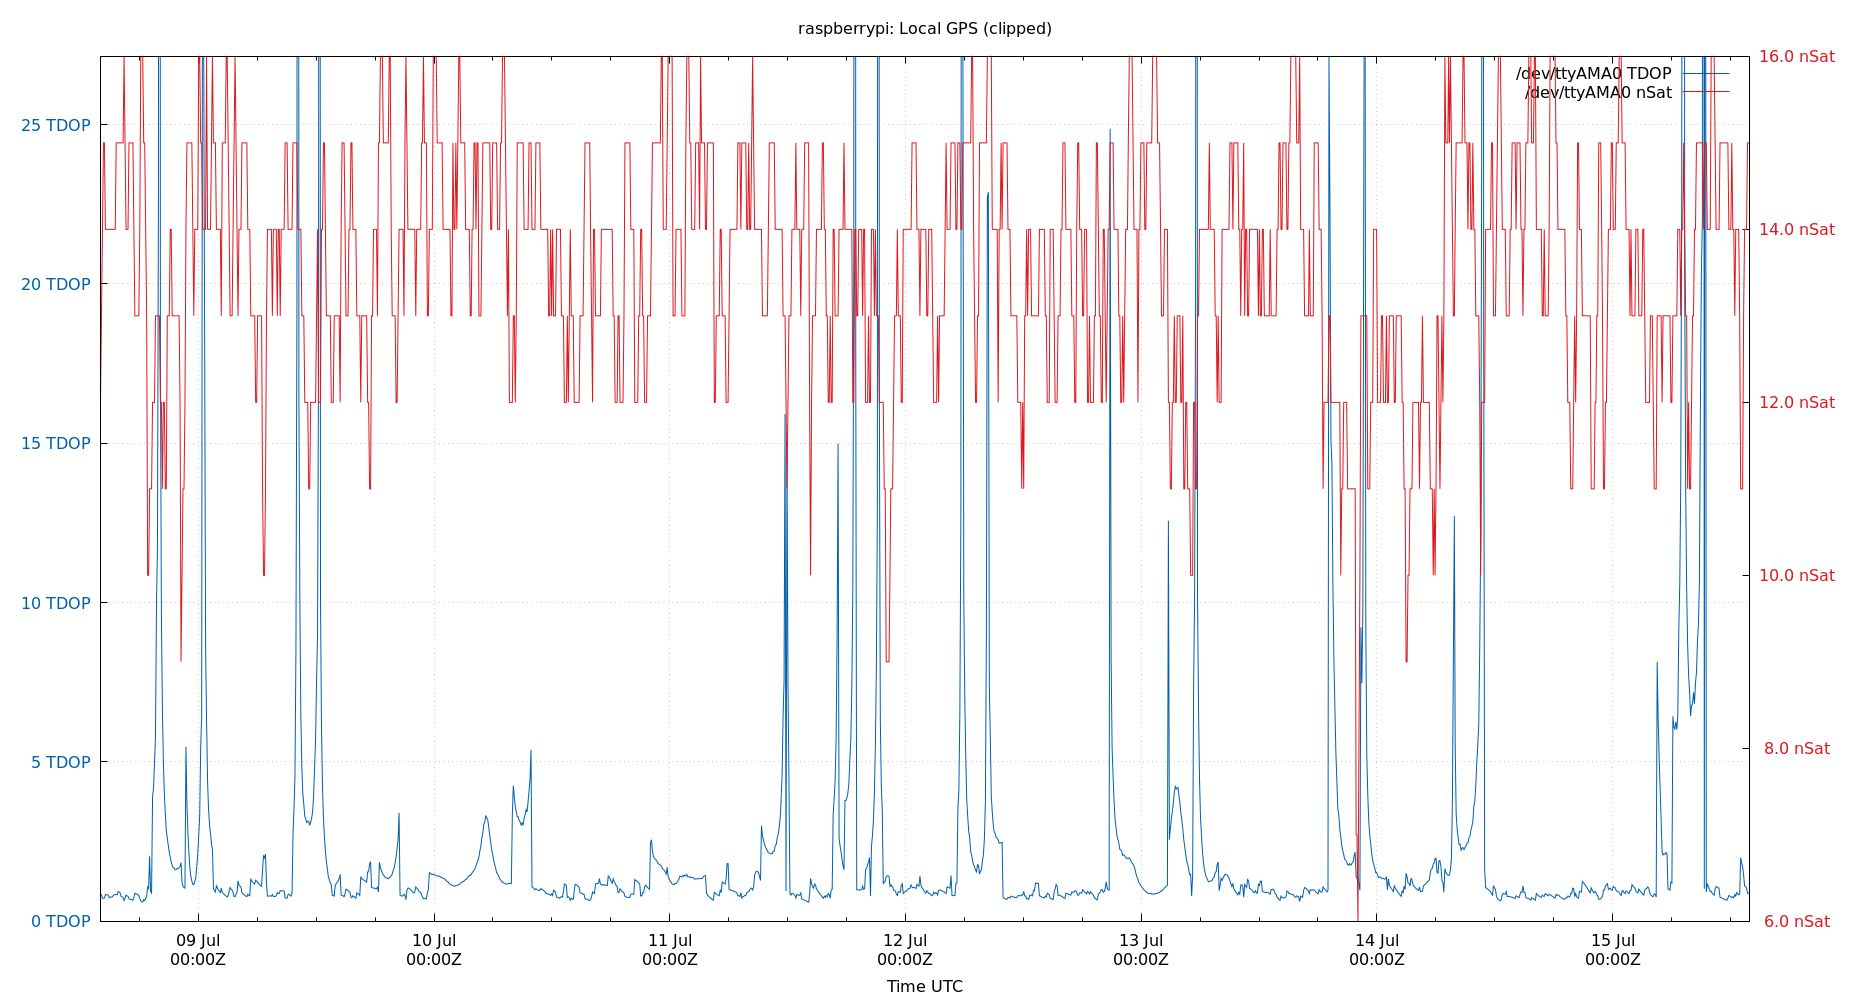 raspberrypi: Local GPS (clipped)
16.0 nSat
/dev/ttyAMA0 TDOP
/dev/ttyAMA0 nSat
25 TDOP
14.0 nSat
20 TDOP
12.0 nSat
15 TDOP
10.0 nSat
10 TDOP
8.0 nSat
5 TDOP
0 TDOP
6.0 nSat
09 Jul 10 Jul 11 Jul 12 Jul 13 Jul 14 Jul 15 Jul
00:00Z 00:00Z 00:00Z 00:00Z 00:00Z 00:00Z 00:00Z
Time UTC